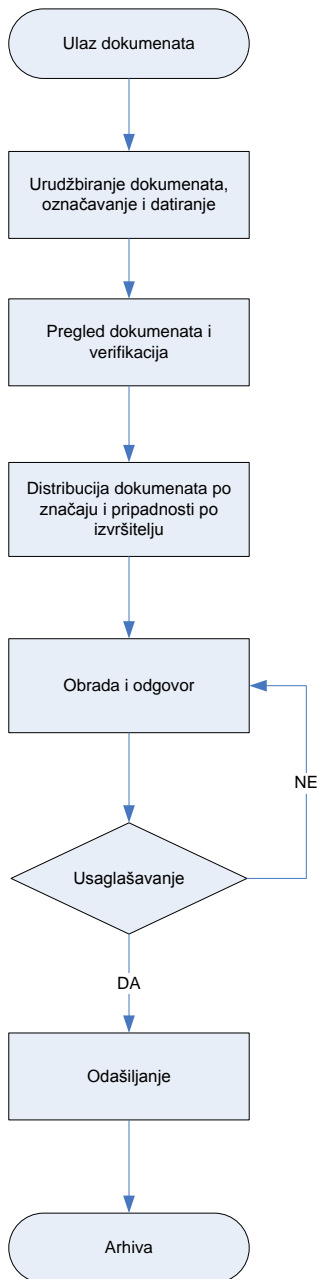 Ulaz dokumenata
Urudžbiranje dokumenata,
označavanje i datiranje
Pregled dokumenata i
verifikacija
Distribucija dokumenata po
značaju i pripadnosti po
izvršitelju
Obrada i odgovor
NE
Usaglašavanje
DA
Odašiljanje
Arhiva